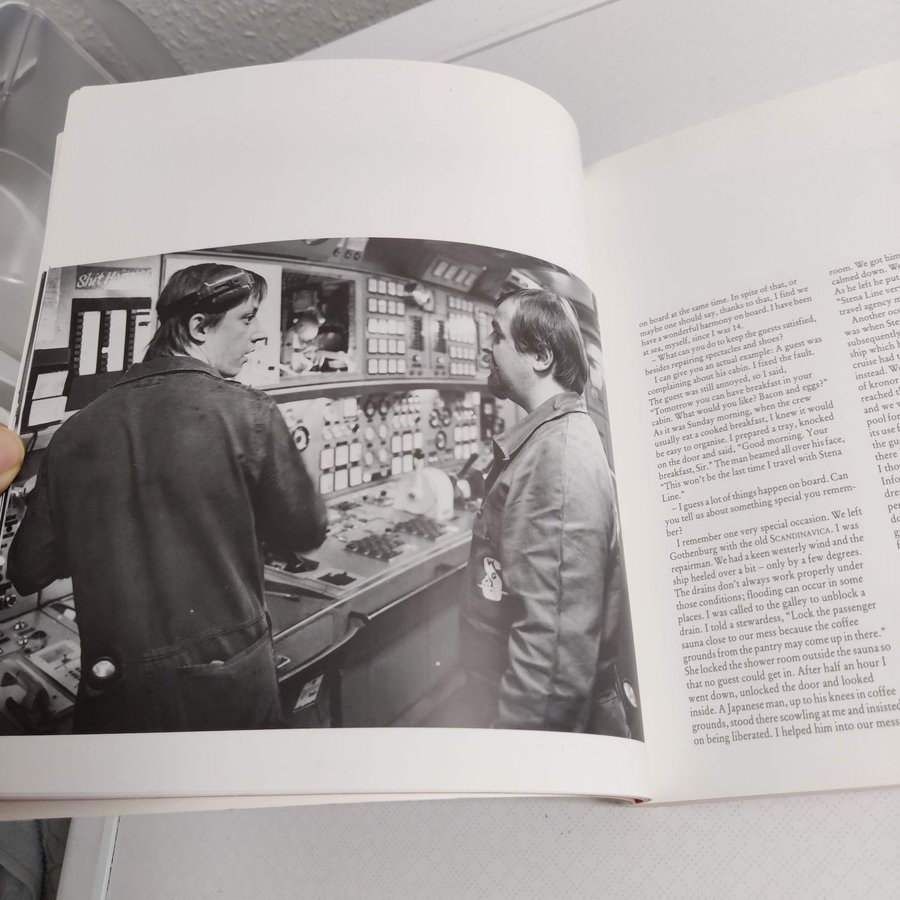 Shit
on board at the same time. In spite of that, or
maybe one should say, thanks to that, I find we
have a wonderful harmony on board. I have been
at sea, myself, since I was 14.
What can you do to keep the guests satisfied,
besides repairing spectacles and shoes?
I can give you an actual example: A guest was
complaining about his cabin. I fixed the fault.
The guest was still annoyed, so I said,
“Tomorrow you can have breakfast in your
cabin. What would you like? Bacon and eggs?”
As it was Sunday morning, when the crew
usually eat a cooked breakfast, I knew it would
be easy to organise. I prepared a tray, knocked
on the door and said, “Good morning. Your
breakfast, Sir.” The man beamed all over his face,
“This won't be the last time I travel with Stena
Line.”
– I guess a lot of things happen on board. Can
you tell us about something special you remem-
ber?
I remember one very special occasion. We left
Gothenburg with the old SCANDINAVICA. I was
repairman. We had a keen westerly wind and the
ship heeled over a bit – only by a few degrees.
The drains don't always work properly under
those conditions; flooding can occur in some
places. I was called to the galley to unblock a
drain. I told a stewardess, “Lock the passenger
sauna close to our mess because the coffee
grounds from the pantry may come up in there.”
She locked the shower room outside the sauna so
that no guest could get in. After half an hour I
went down, unlocked the door and looked
inside. A Japanese man, up to his knees in coffee
grounds, stood there scowling at me and insisted
on being liberated. I helped him into our mess
room. We got him
calmed down. We
As he left he put
“Stena Line very
travel agency m
Another occ
was when Sten
subsequently
ship which h
cruise had t
instead. We
of kronor
reached th
and we w
pool for
its use f
the gue
there
I thou
Infor
dres
per
do
g
f